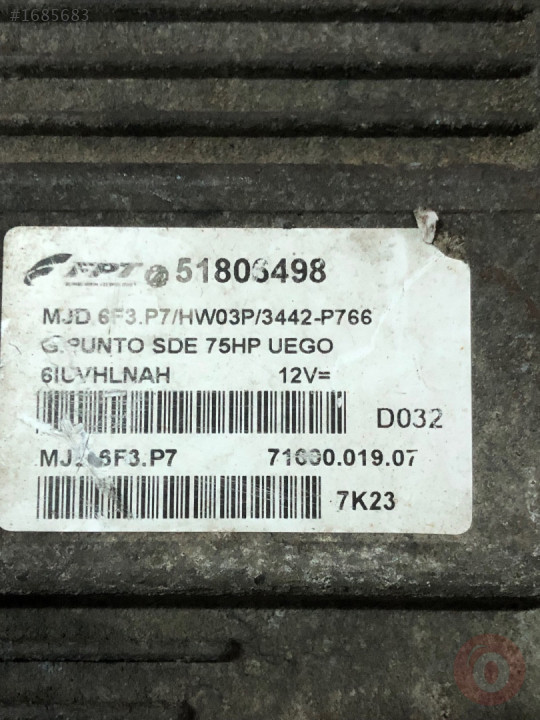 #1685683
FPT 51806498
MJD 6F3.P7/HW03P/3442-P766
G.PUNTO SDE 75HP UEGO
6IUVHLNAH 12V=
D032
6F3.P7 .019.07
7K23